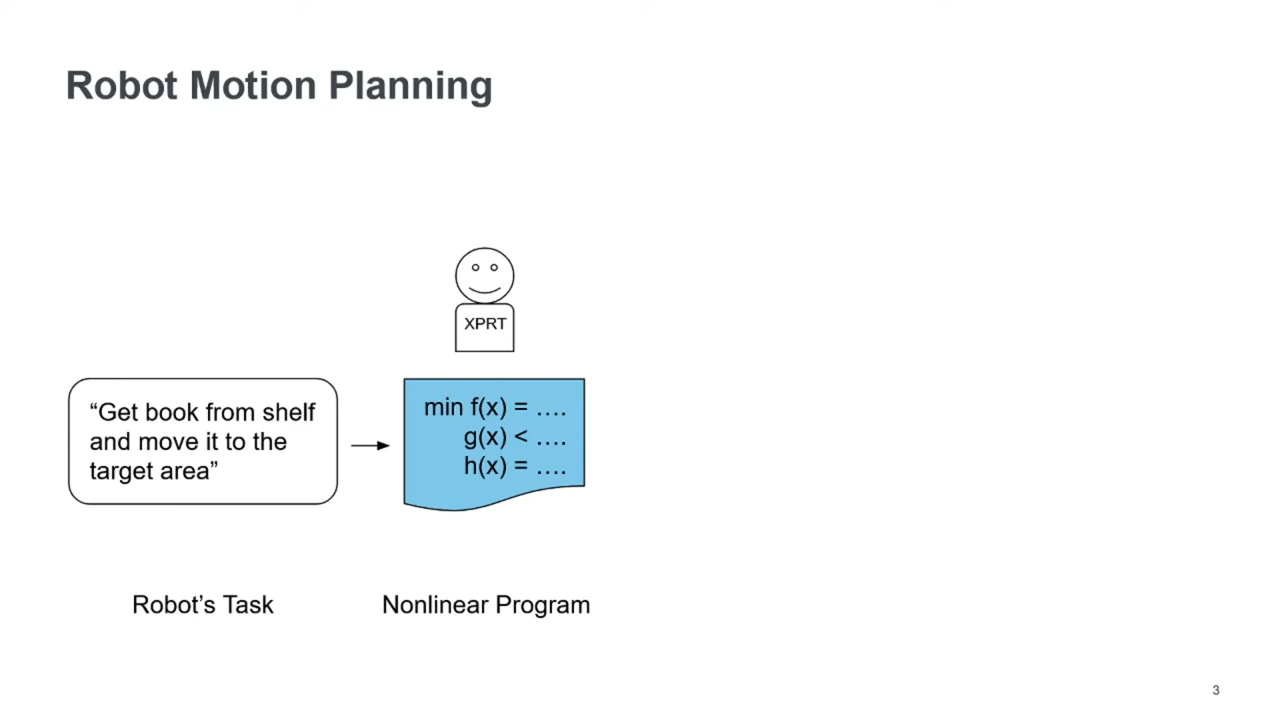 Robot Motion Planning
XPRT
“Get book from shelf
and move it to the
target area”
min f(x) = ….
g(x) < ….
h(x) = ….
Robot’s Task
Nonlinear Program
3